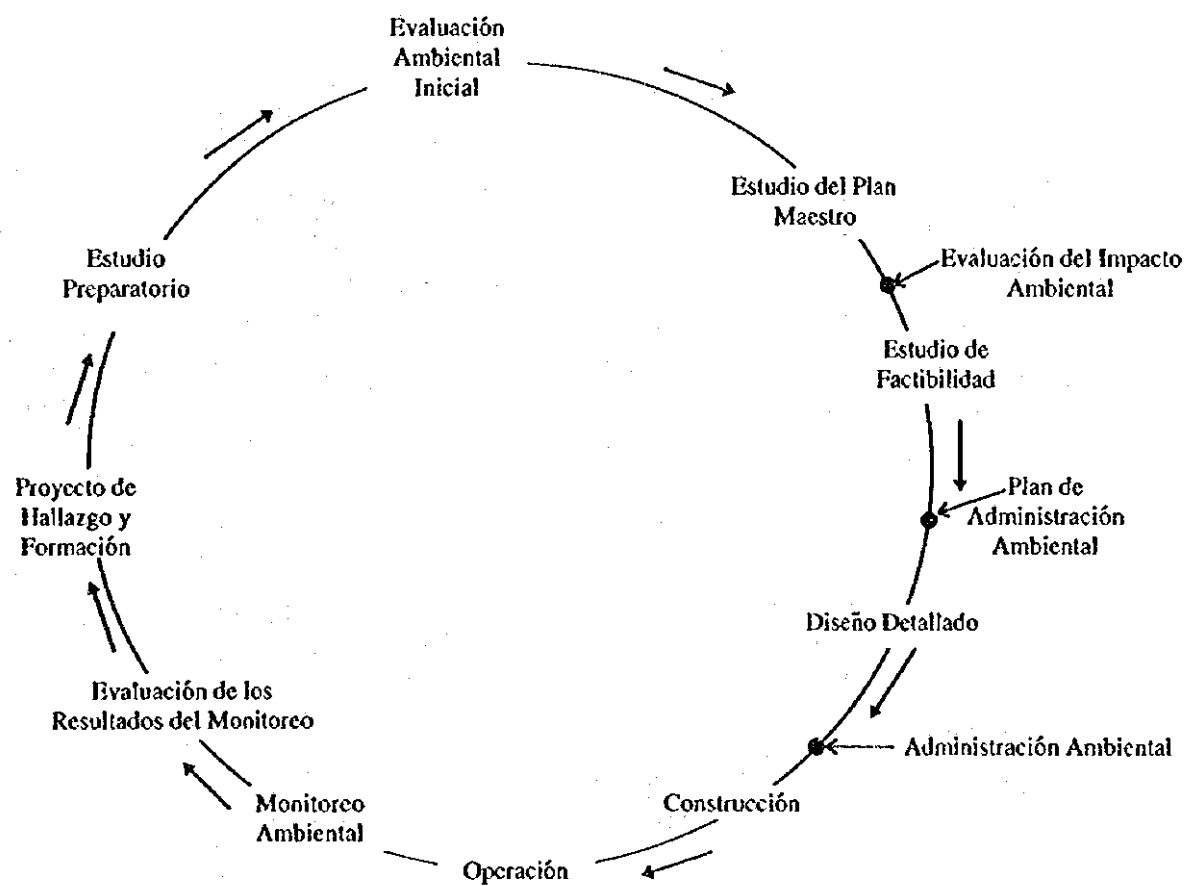 Evaluación
Ambiental
Inicial
Estudio del Plan
Maestro
Evaluación del Impacto
Ambiental
Estudio de
Factibilidad
Plan de
Administración
Ambiental
Diseño Detallado
Administración Ambiental
Construcción
Operación
Monitoreo
Ambiental
Evaluación de los
Resultados del Monitoreo
Proyecto de
Hallazgo y
Formación
Estudio
Preparatorio